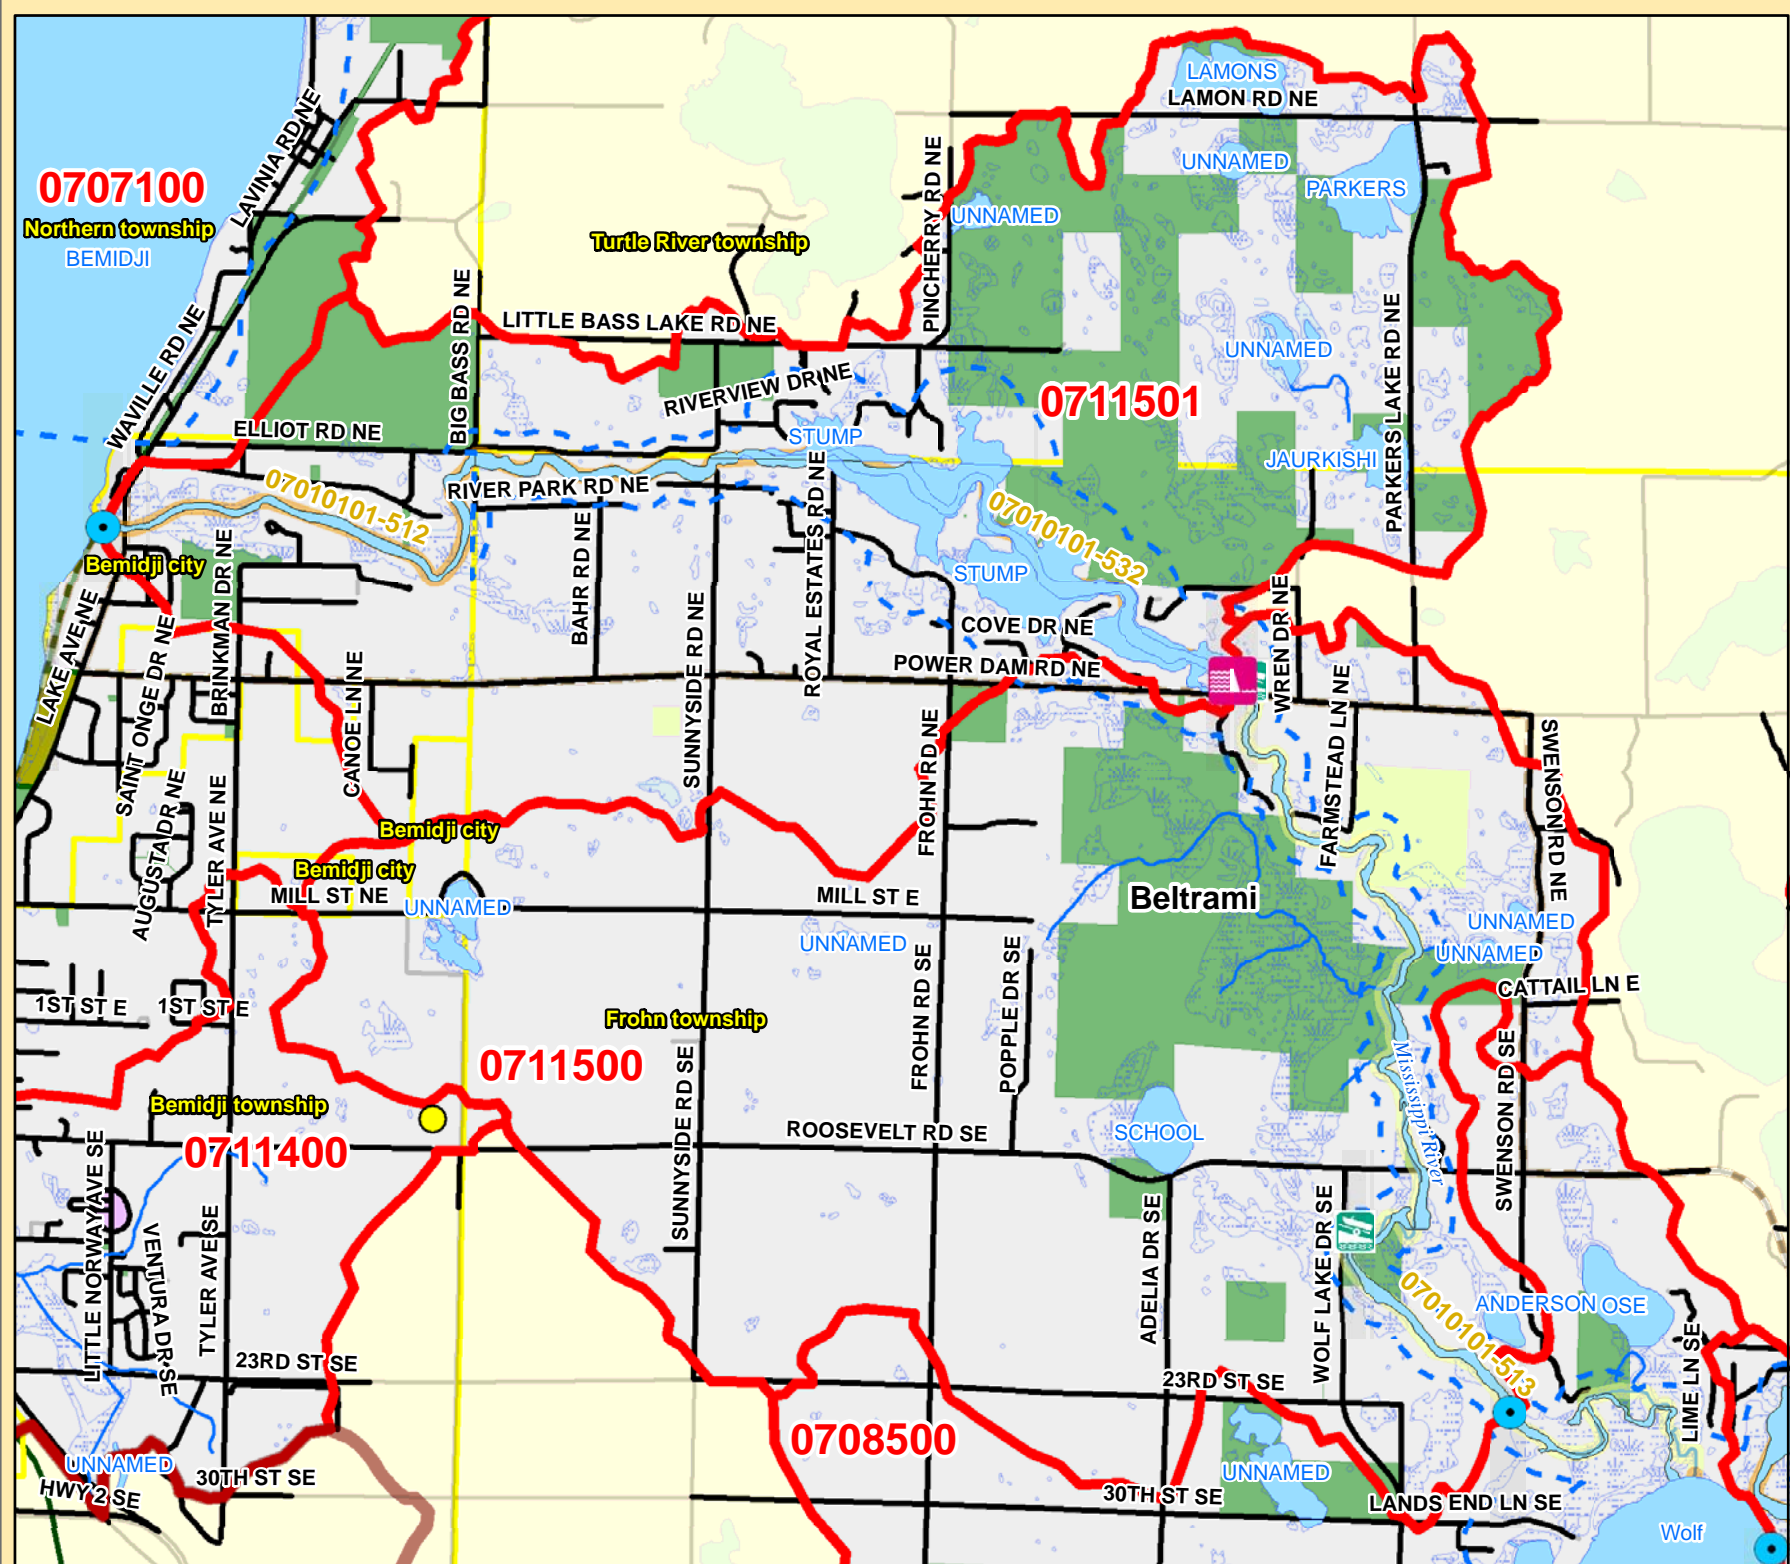 LAMONS
LAMON RD NE
LAVINIA RD NE
PINCHERRY RD NE
UNNAMED
PARKERS
0707100
Northern township
BEMIDJI
UNNAMED
Turtle River township
BIG BASS RD NE
LITTLE BASS LAKE RD NE
PARKERS LAKE RD NE
WAVILLE RD NE
UNNAMED
RIVERVIEW DR NE
0711501
ELLIOT RD NE
STUMP
JAURKISHI
07010101-512
RIVER PARK RD NE
ROYAL ESTATES RD NE
07010101-532
BAHR RD NE
Bemidji city
BRINKMAN DR NE
STUMP
LAKE AVE NE
SAINT ONGE DR NE
SUNNYSIDE RD NE
COVE DR NE
WREN DR NE
POWER DAM RD NE
CANOE LN NE
FARMSTEAD LN NE
FROHN RD NE
SWENSON RD NE
AUGUSTA DR NE
TYLER AVE NE
Bemidji city
Bemidji city
MILL ST NE
UNNAMED
MILL ST E
Beltrami
UNNAMED
UNNAMED
UNNAMED
FROHN RD SE
POPPLE DR SE
CATTAIL LN E
1ST ST E
1ST ST E
Frohn township
SWENSON RD SE
Mississippi River
0711500
SUNNYSIDE RD SE
Bemidji township
0711400
ROOSEVELT RD SE
SCHOOL
LITTLE NORWAY AVE SE
VENTURA DR SE
TYLER AVE SE
ADELIA DR SE
WOLF LAKE DR SE
07010101-513
ANDERSON
OSE
LIME LN SE
23RD ST SE
23RD ST SE
0708500
UNNAMED
30TH ST SE
HWY 2 SE
UNNAMED
30TH ST SE
LANDS END LN SE
Wolf